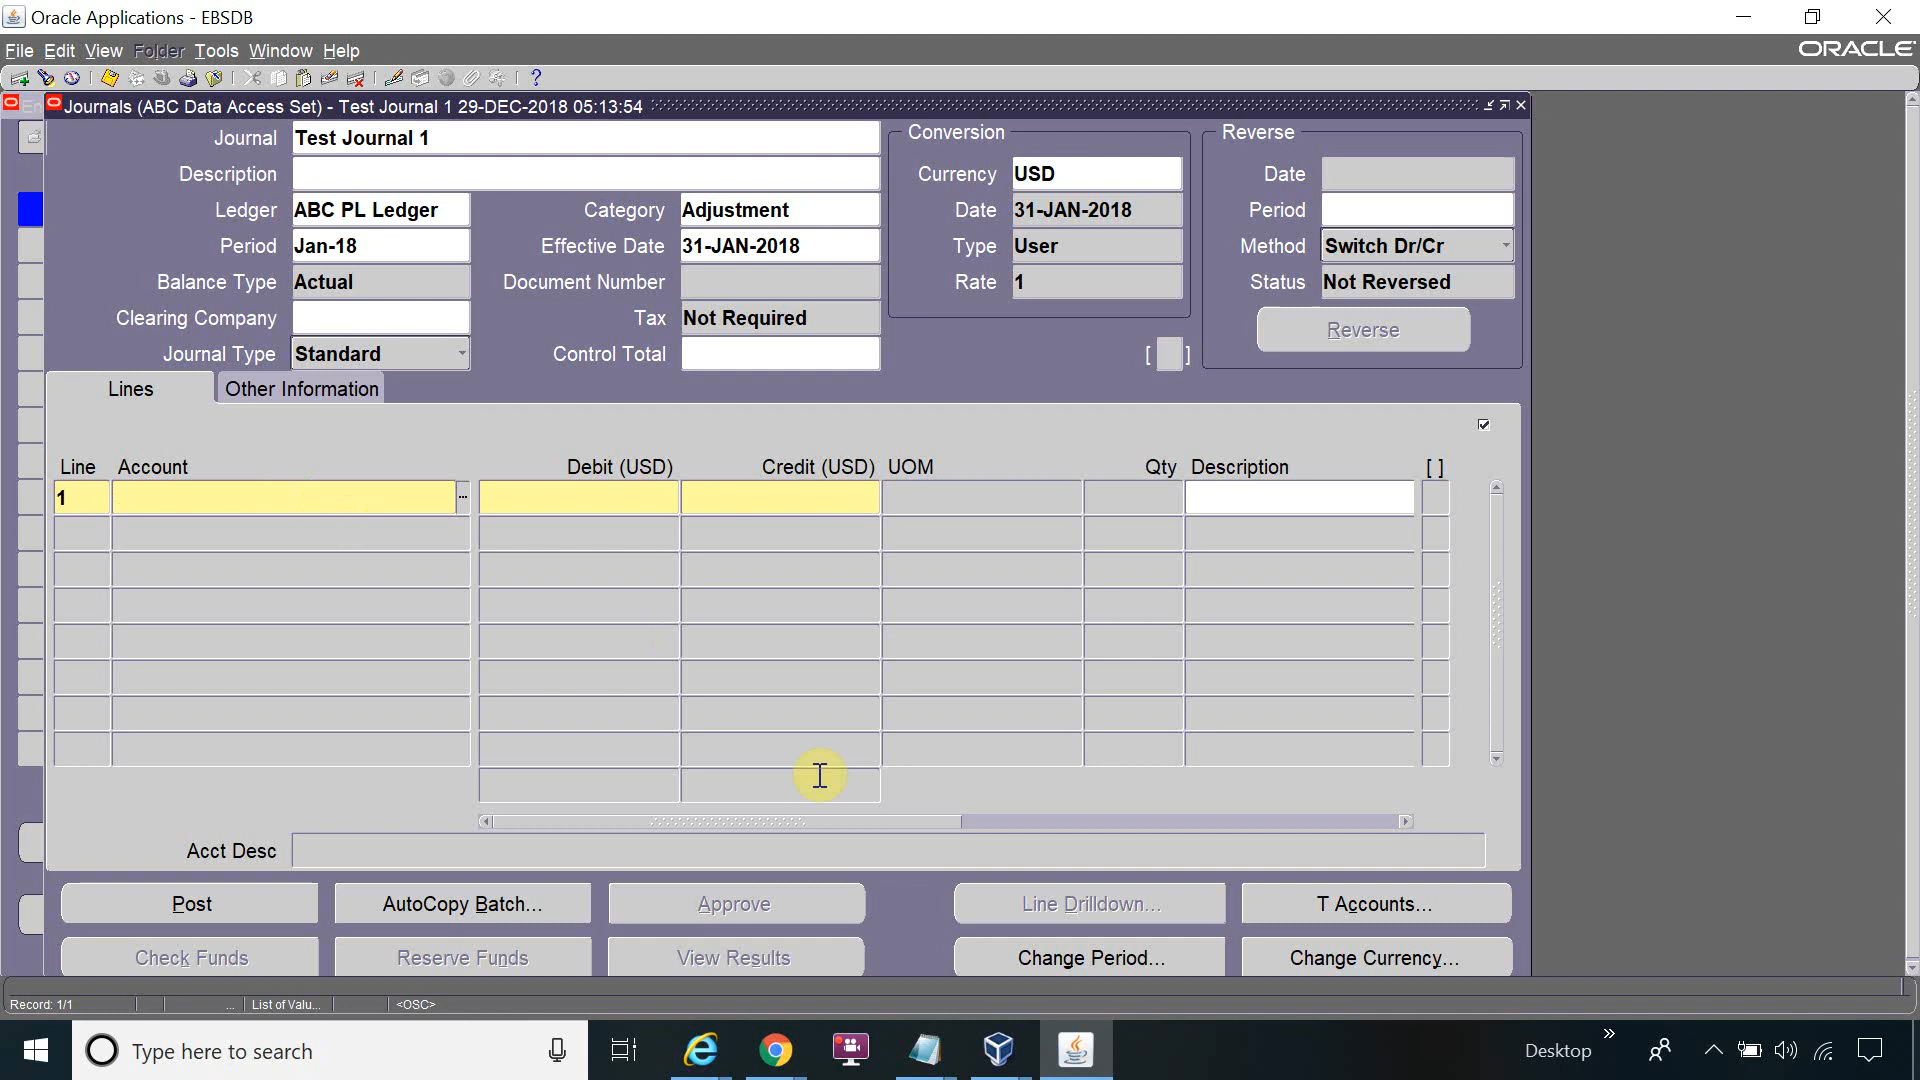 Oracle Applications - EBSDB
File Edit View Folder Tools Window Help
ORACLE
Journals (ABC Data Access Set) - Test Journal 1 29-DEC-2018 05:13:54
Journal Test Journal 1
Description
Ledger ABC PL Ledger Category Adjustment
Period Jan-18 Effective Date 31-JAN-2018
Balance Type Actual Document Number
Clearing Company Tax Not Required
Journal Type Standard Control Total
Conversion
Currency USD
Date 31-JAN-2018
Type User
Rate 1
[ ]
Reverse
Date
Period
Method Switch Dr/Cr
Status Not Reversed
Reverse
Lines Other Information
Line Account Debit (USD) Credit (USD) UOM Qty Description [ ]
1 ...
Acct Desc
Post AutoCopy Batch... Approve Line Drilldown... T Accounts...
Check Funds Reserve Funds View Results Change Period... Change Currency...
Record: 1/1 ... List of Valu... <OSC>
Type here to search Desktop